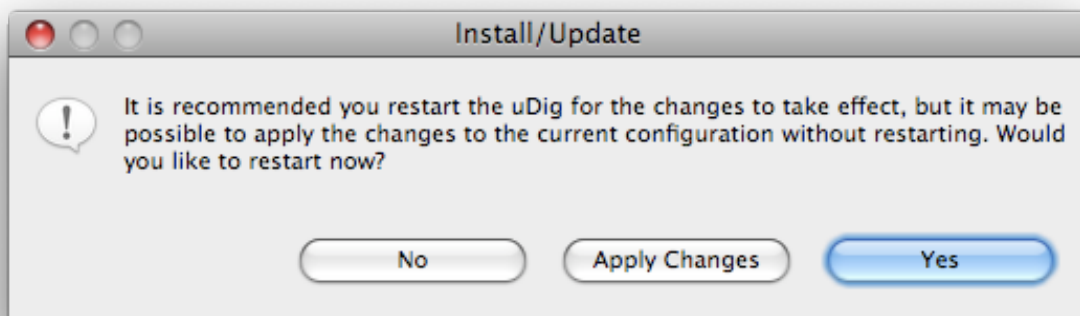 Install/Update
It is recommended you restart the uDig for the changes to take effect, but it may be
possible to apply the changes to the current configuration without restarting. Would
you like to restart now?
No
Apply Changes
Yes